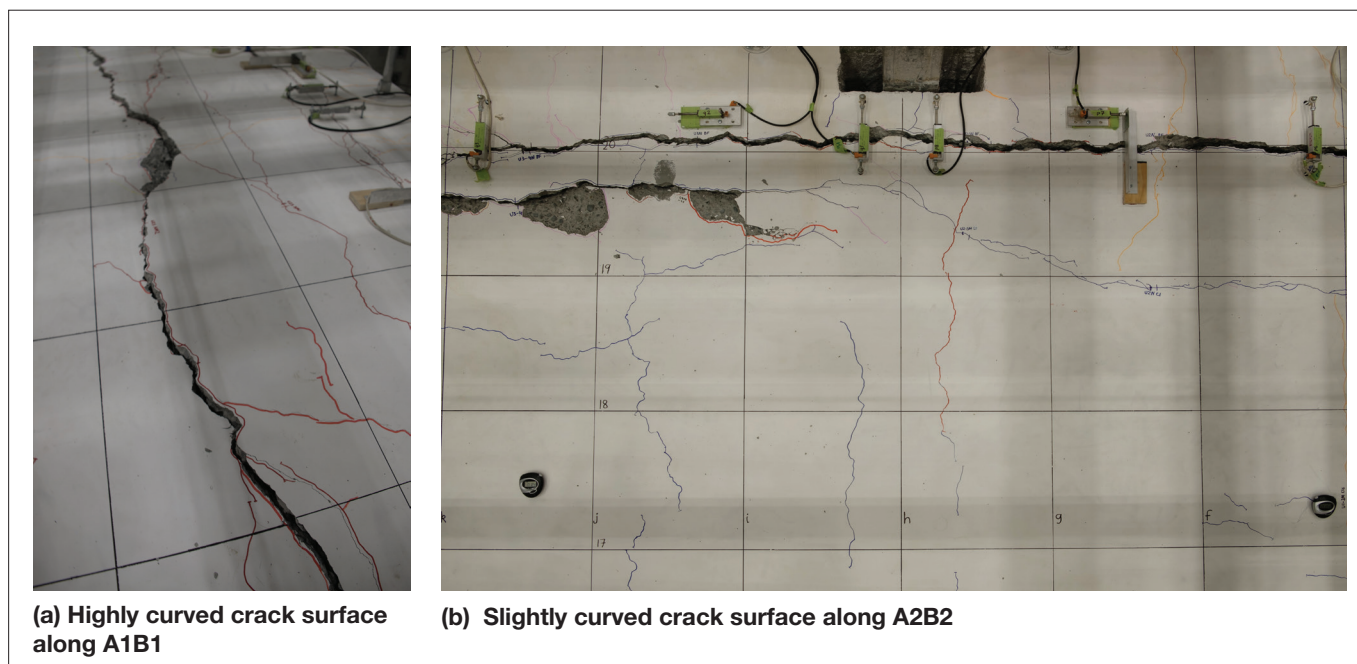 20
19
18
k
j
i
h
g
f
17
(a) Highly curved crack surface
along A1B1
(b) Slightly curved crack surface along A2B2